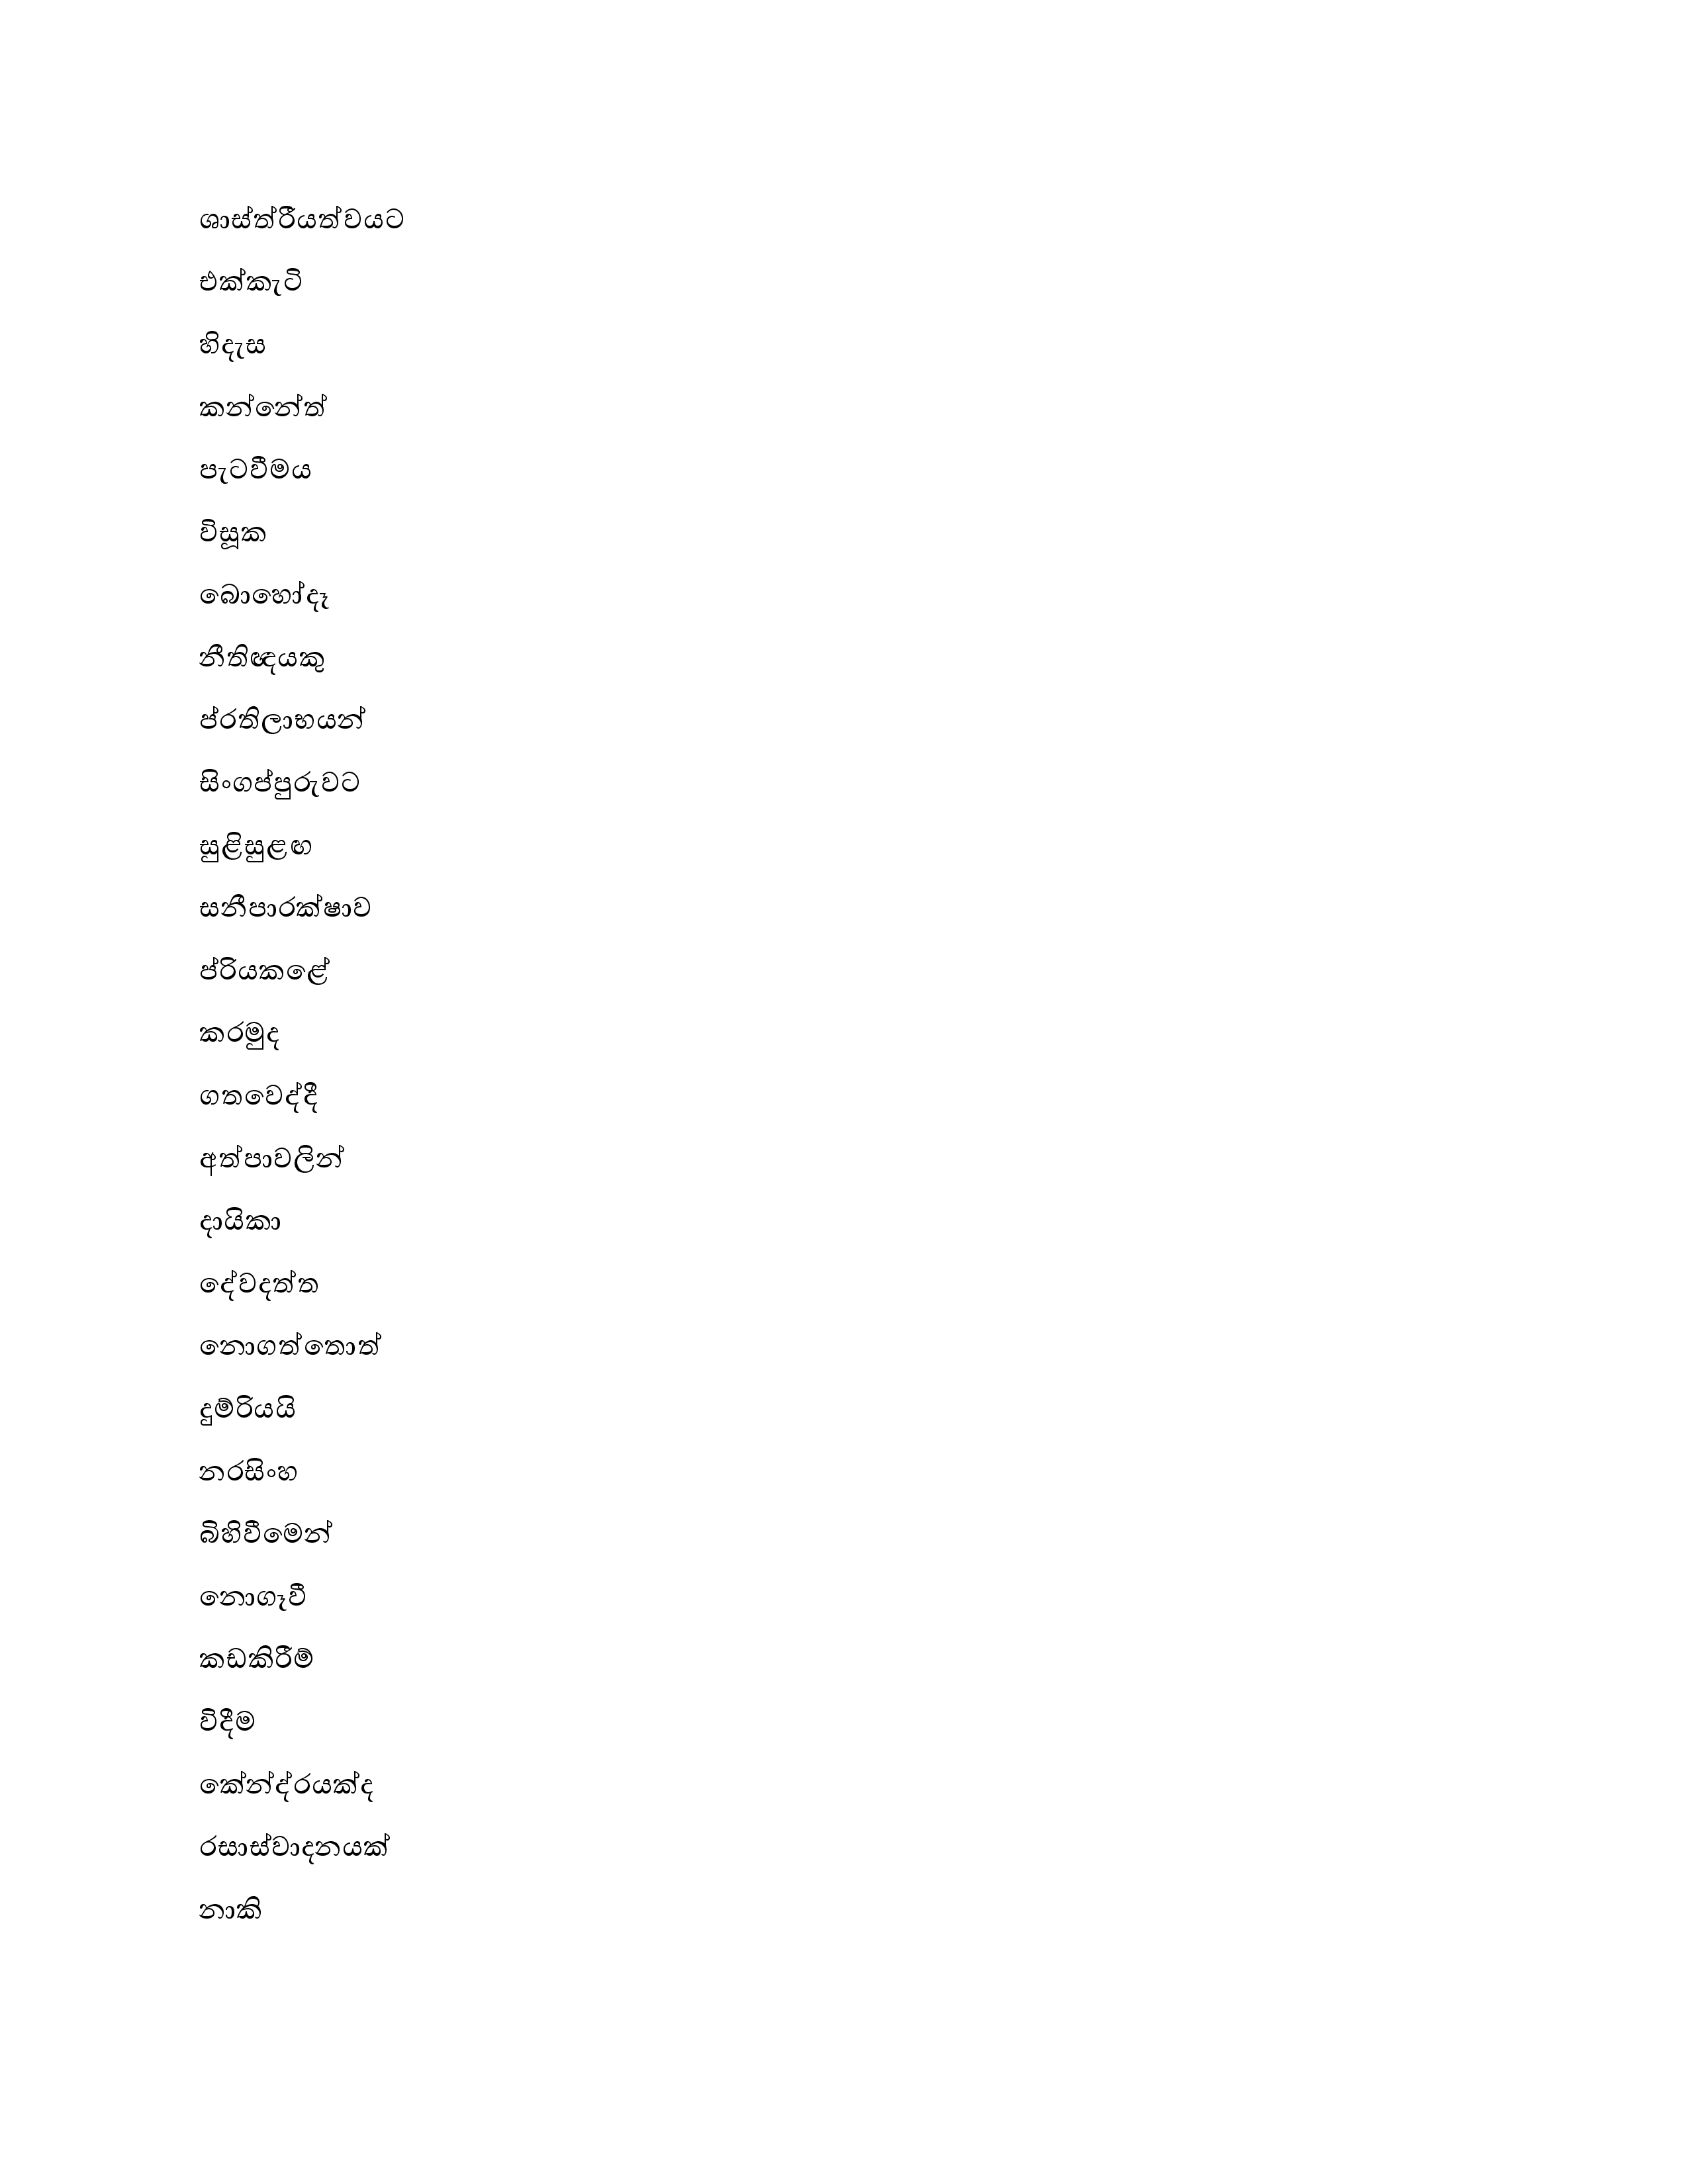 ශාස්ත්රීයත්වයට
එක්කැටි
හිදැස
කන්නේත්
පැටවීමය
විසූක
බොහෝදෑ
නීතිඥයකු
ප්රතිලාභයන්
සිංගප්පුරුවට
සුළිසුළඟ
සනීපාරක්ෂාව
ප්රියකළේ
කරමුද
ගතවෙද්දී
අත්පාවලින්
දායිකා
දේවදත්ත
නොගත්තොත්
දුම්රියයි
නරසිංහ
බිහිවීමෙන්
නොගෑවී
කඩකිරීම්
විදීම
කේන්ද්රයක්ද
රසාස්වාදනයක්
නාකි